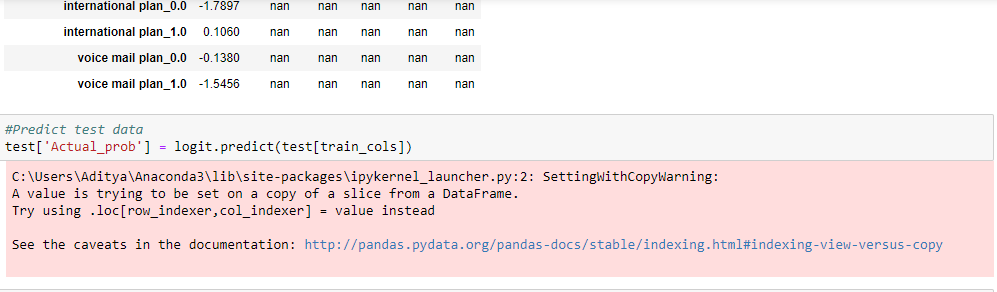 international plan_0.0 -1.7897 nan nan nan nan nan
international plan_1.0 0.1060 nan nan nan nan nan
voice mail plan_0.0 -0.1380 nan nan nan nan nan
voice mail plan_1.0 -1.5456 nan nan nan nan nan
#Predict test data
test['Actual_prob'] = logit.predict(test[train_cols])
C:\Users\Aditya\Anaconda3\lib\site-packages\ipykernel_launcher.py:2: SettingWithCopyWarning:
A value is trying to be set on a copy of a slice from a DataFrame.
Try using .loc[row_indexer,col_indexer] = value instead
See the caveats in the documentation: http://pandas.pydata.org/pandas-docs/stable/indexing.html#indexing-view-versus-copy